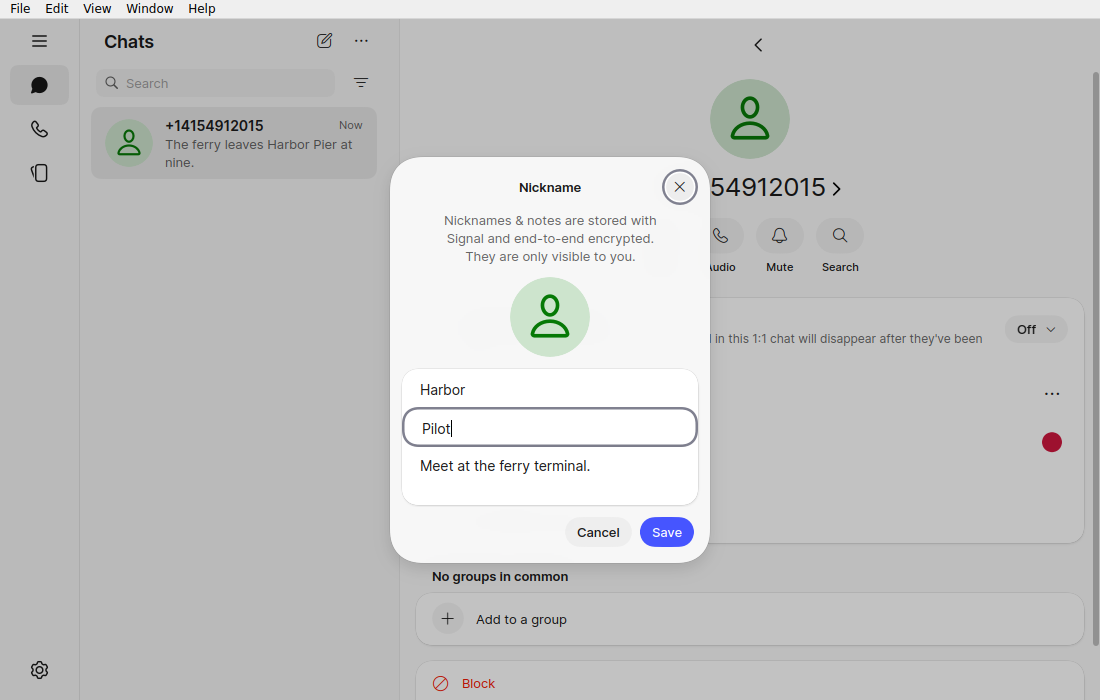 File Edit View Window Help
Chats
Search
+14154912015 Now
The ferry leaves Harbor Pier at
nine.
54912015
Audio Mute Search
Off
in this 1:1 chat will disappear after they've been
Nickname
Nicknames & notes are stored with
Signal and end-to-end encrypted.
They are only visible to you.
Harbor
Pilot
Meet at the ferry terminal.
Cancel Save
No groups in common
Add to a group
Block